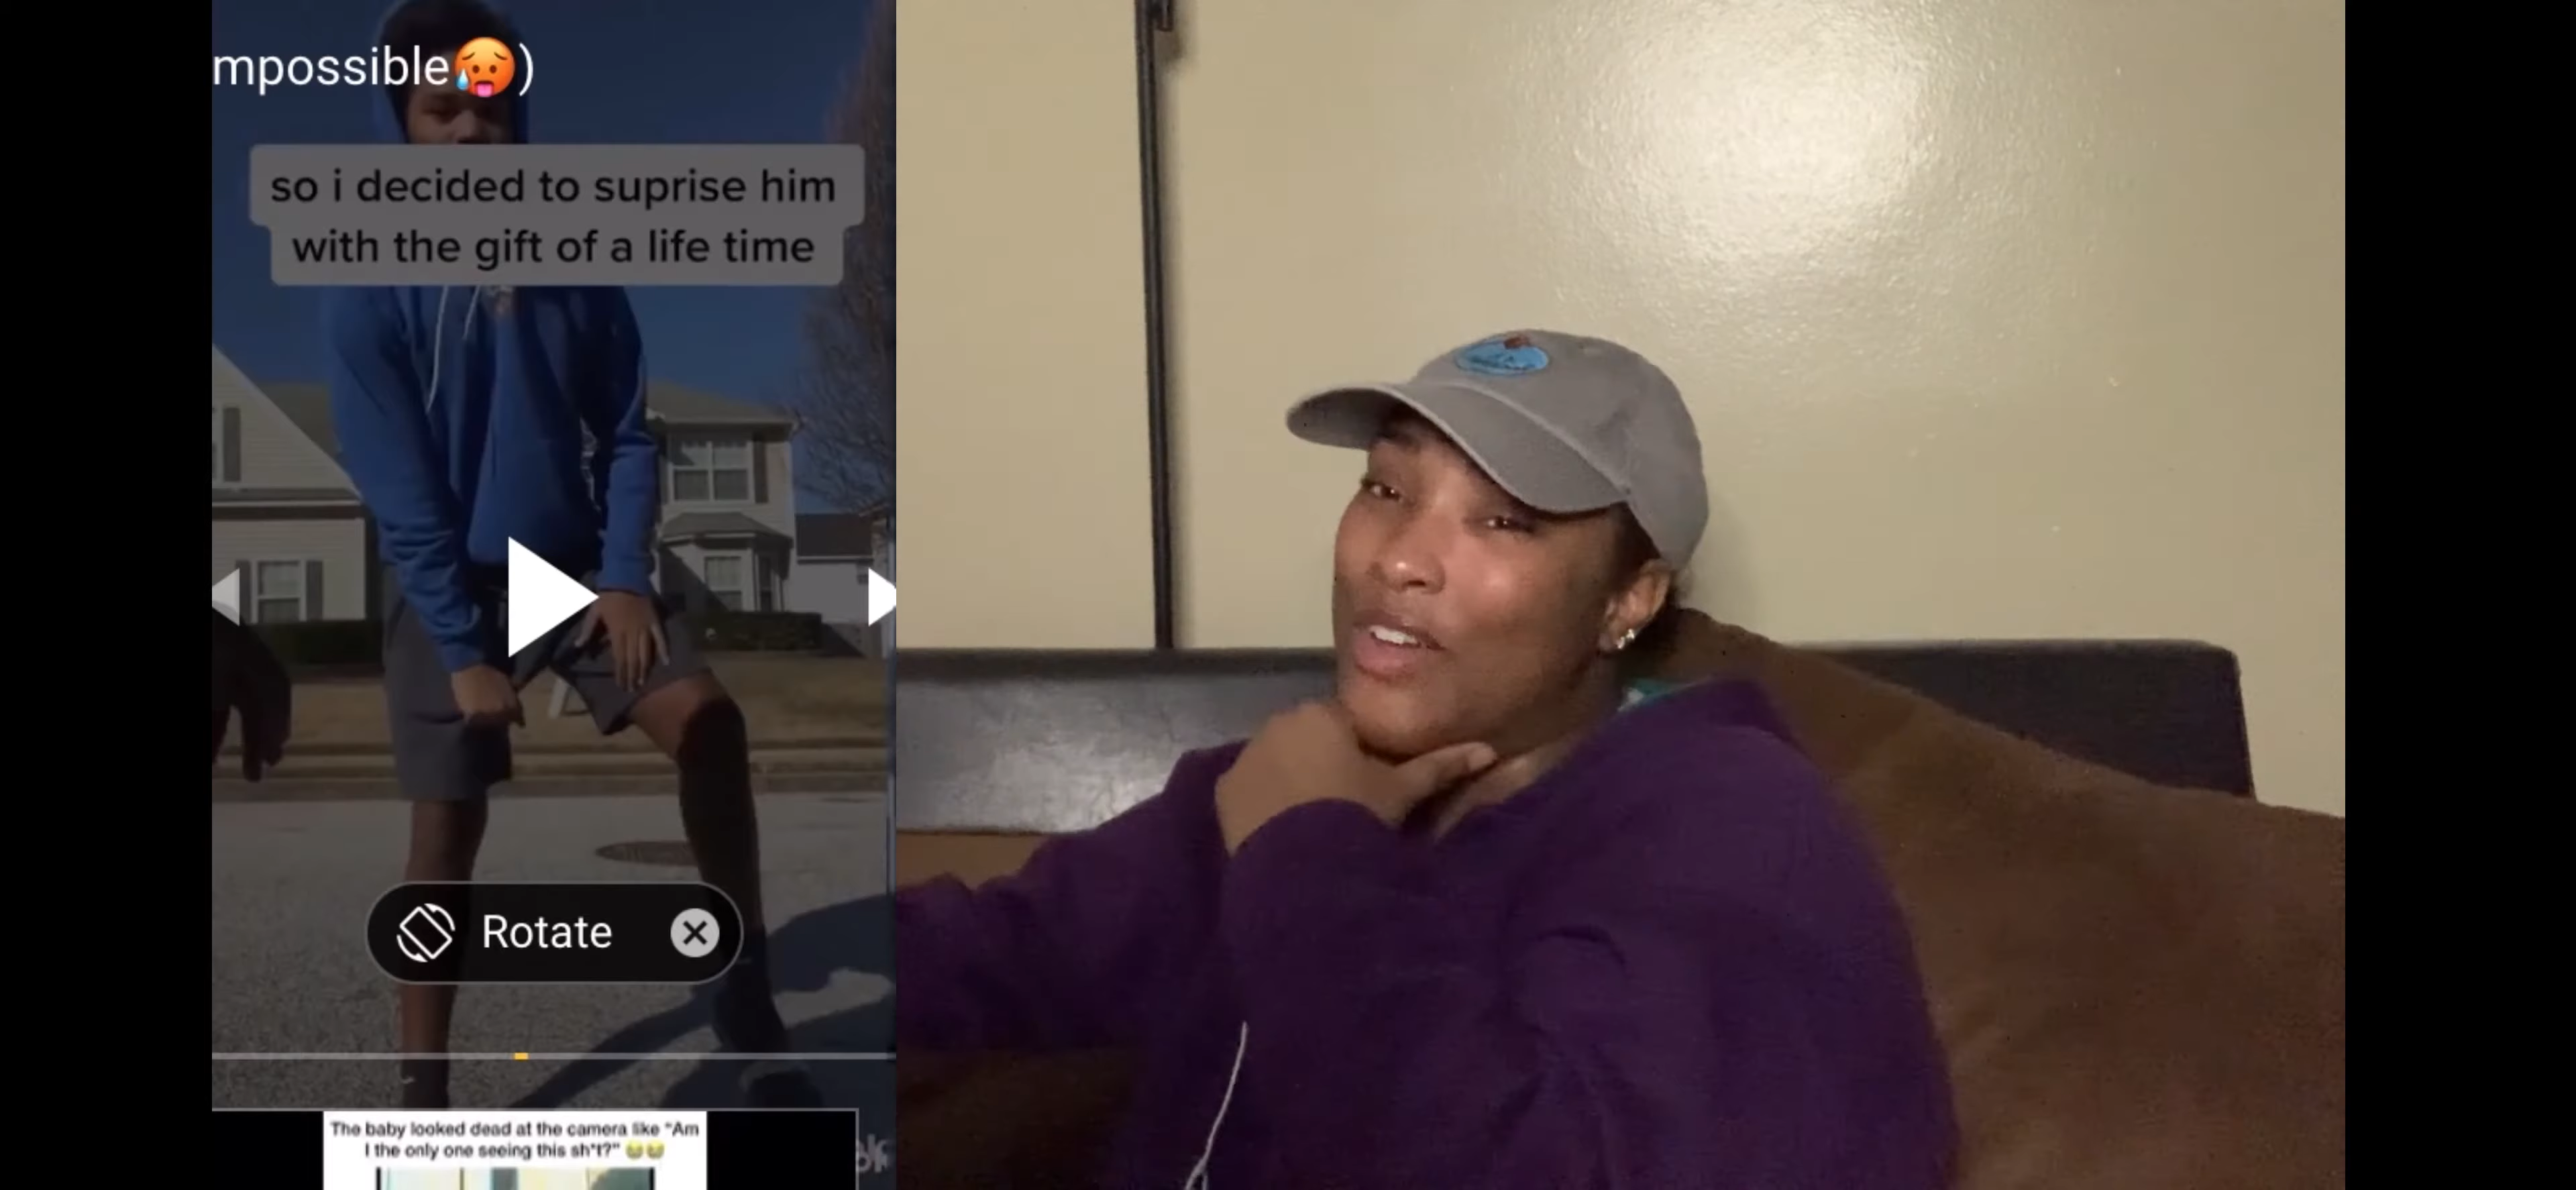 mpossible🥵)
so i decided to suprise him
with the gift of a life time
Rotate
The baby looked dead at the camera like "Am
I the only one seeing this sh*t?" 😂😂